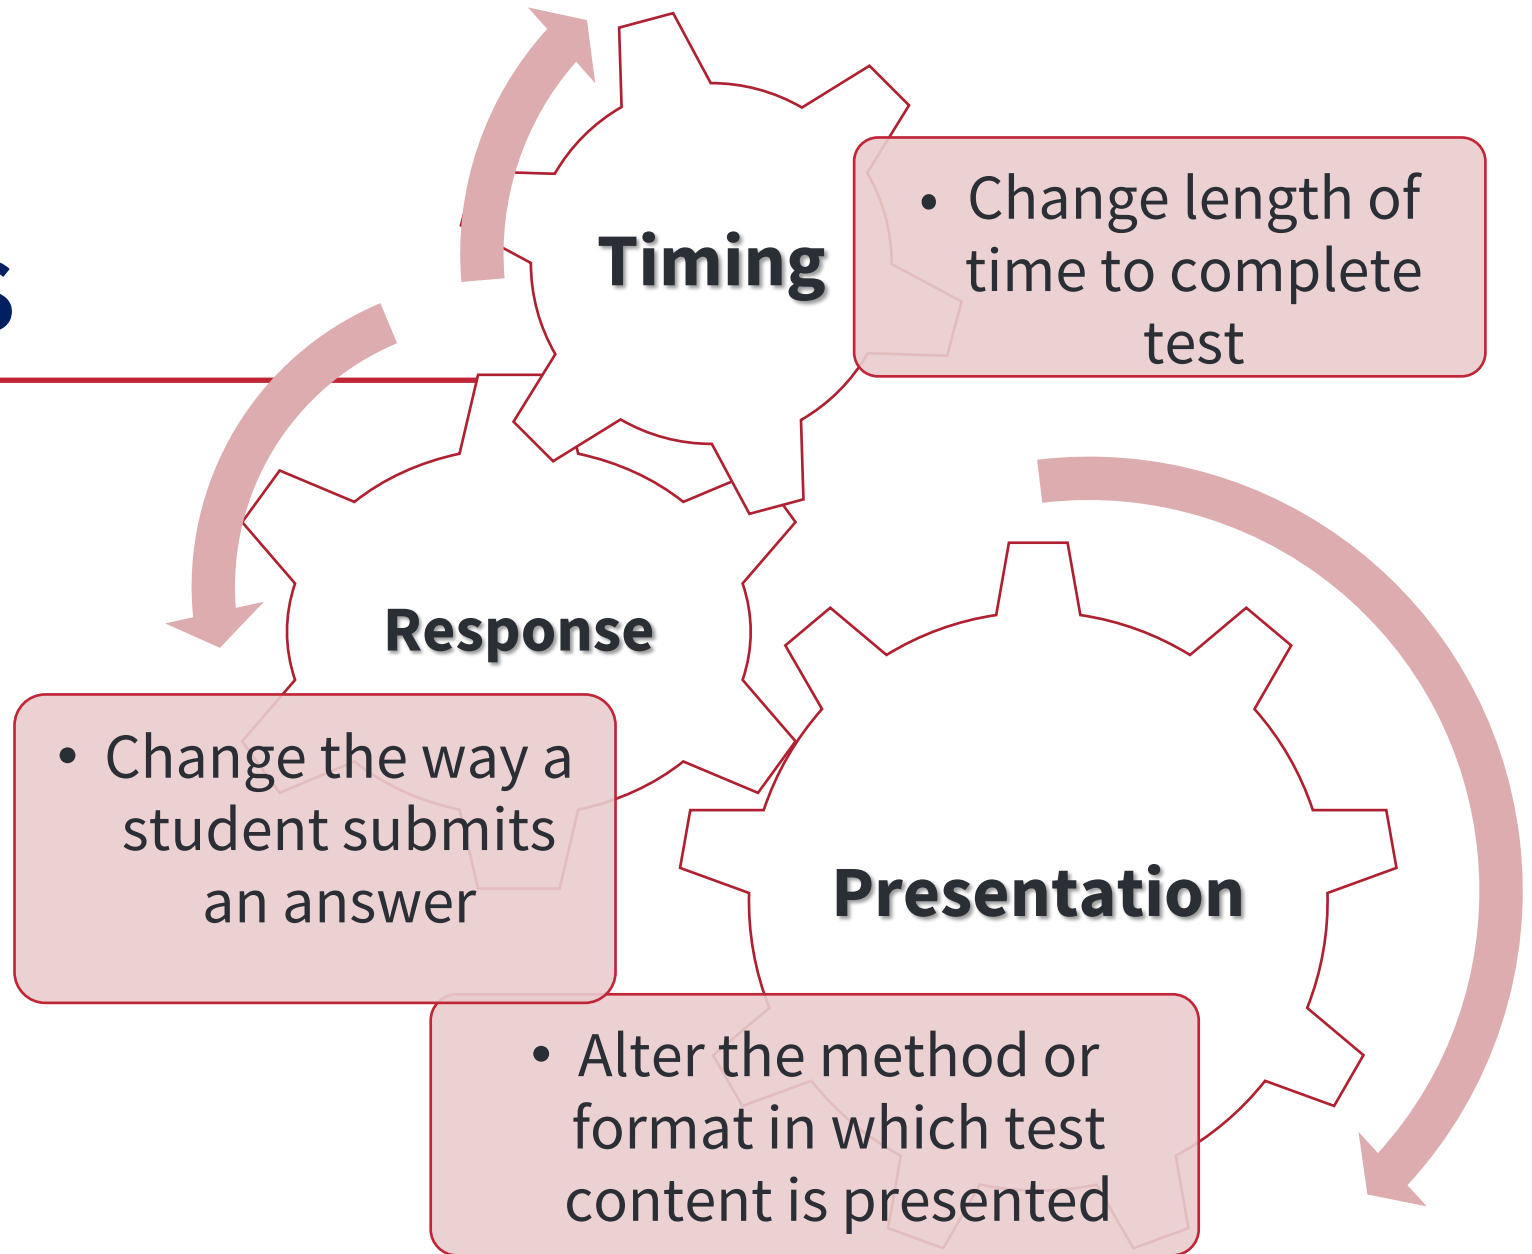 Timing
• Change length of
time to complete
test
Response
• Change the way a
student submits
an answer
Presentation
• Alter the method or
format in which test
content is presented